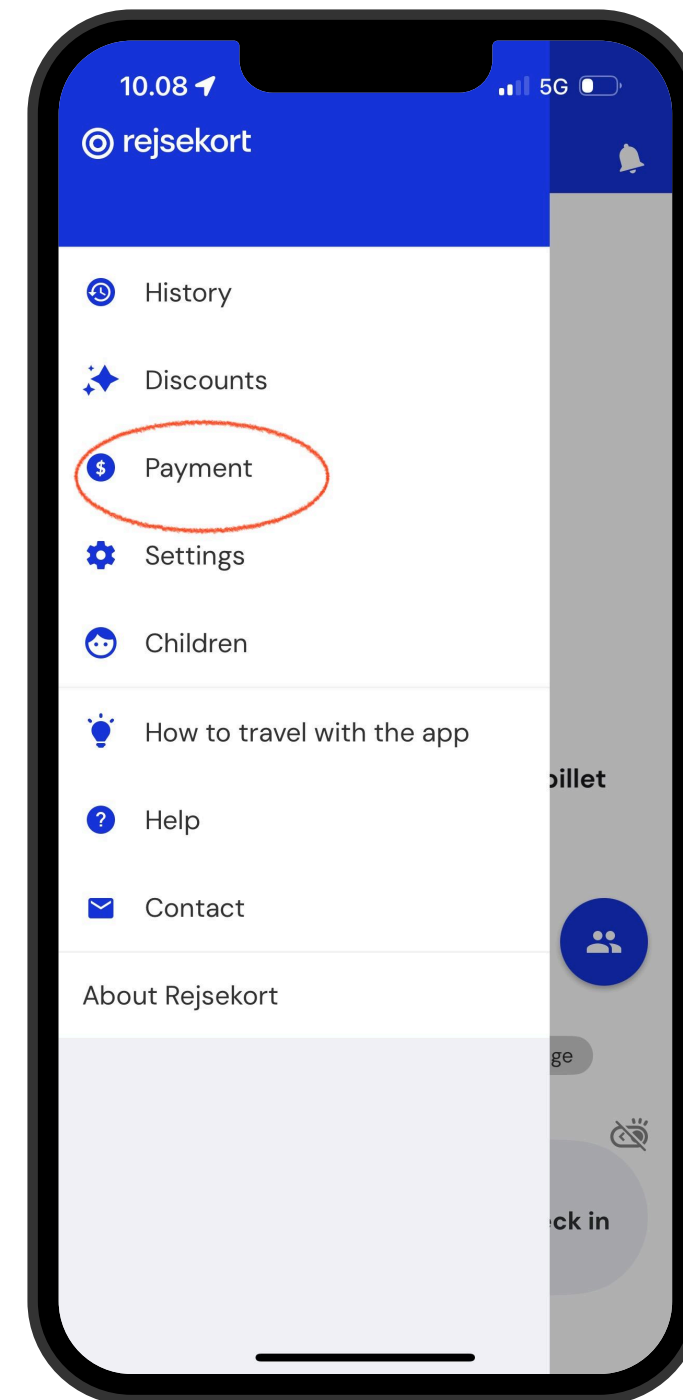 10.08
5G
rejsekort
History
Discounts
Payment
Settings
Children
How to travel with the app
billet
Help
Contact
About Rejsekort
ge
ck in